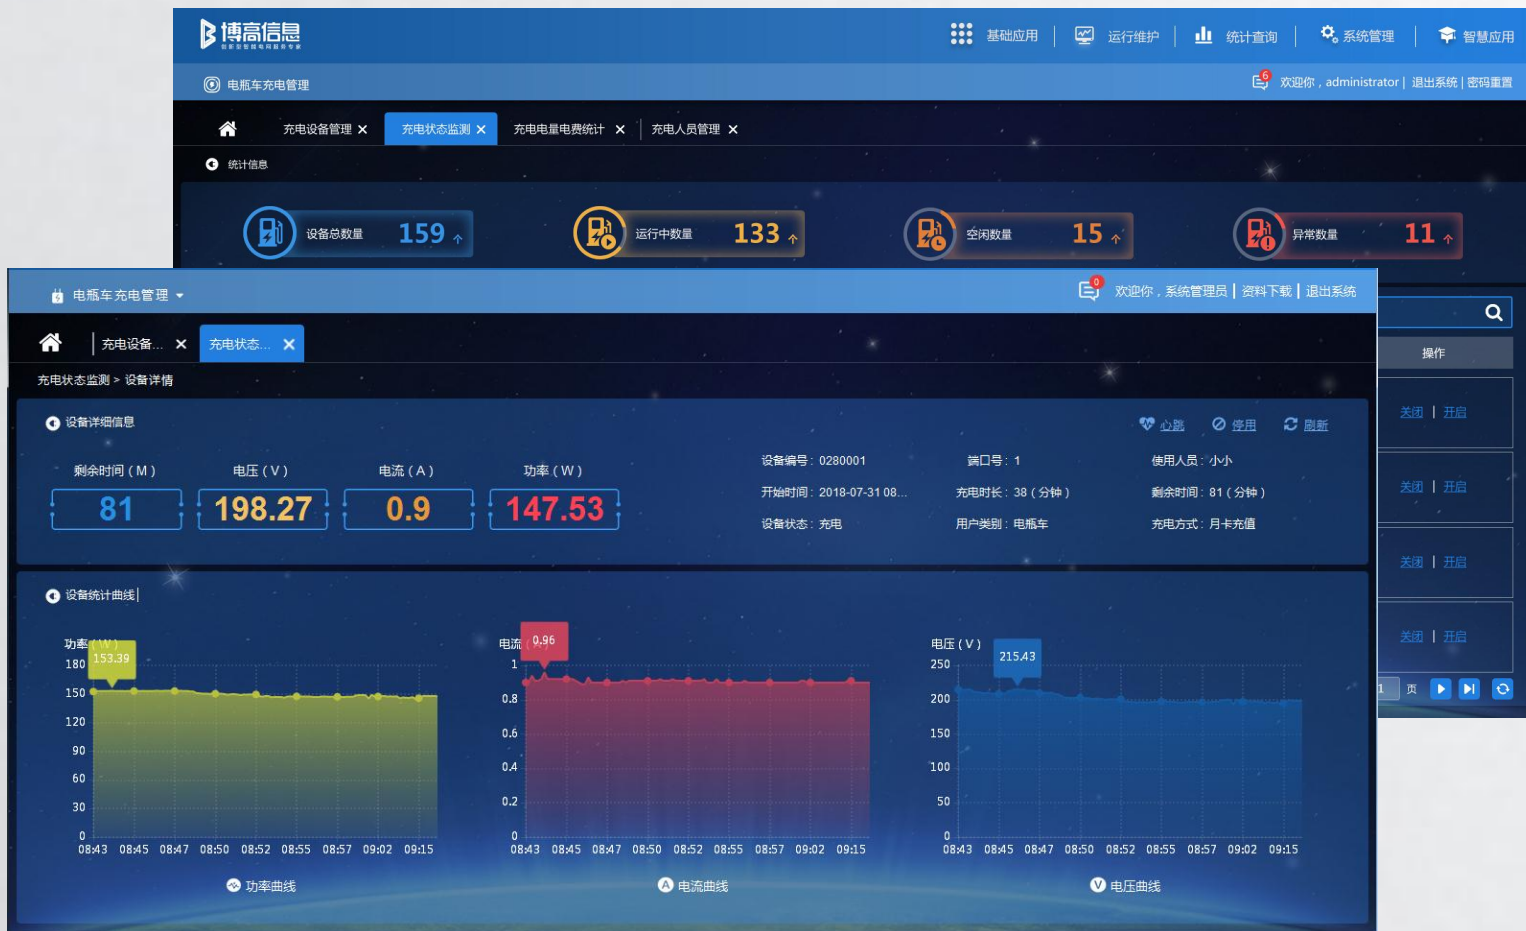 博高信息
创新型智能电网服务专家
基础应用 | 运行维护 | 统计查询 | 系统管理 | 智慧应用
电瓶车充电管理
6
欢迎你，administrator | 退出系统 | 密码重置
充电设备管理 × 充电状态监测 × 充电电量电费统计 × 充电人员管理 ×
统计信息
设备总数量 159 ↑
运行中数量 133 ↑
空闲数量 15 ↑
异常数量 11 ↑
操作
关闭 | 开启
关闭 | 开启
关闭 | 开启
关闭 | 开启
1 页
电瓶车充电管理
0
欢迎你，系统管理员 | 资料下载 | 退出系统
充电设备... × 充电状态... ×
充电状态监测 > 设备详情
设备详细信息
心跳 停用 刷新
剩余时间（M） 电压（V） 电流（A） 功率（W）
81 198.27 0.9 147.53
设备编号：0280001 端口号：1 使用人员：小小
开始时间：2018-07-31 08... 充电时长：38（分钟） 剩余时间：81（分钟）
设备状态：充电 用户类别：电瓶车 充电方式：月卡充值
设备统计曲线
功率（W）
153.39
180
150
120
90
60
30
0
08:43 08:45 08:47 08:50 08:52 08:55 08:57 09:02 09:15
功率曲线
电流
0.96
1
0.8
0.6
0.4
0.2
0
08:43 08:45 08:47 08:50 08:52 08:55 08:57 09:02 09:15
A 电流曲线
电压（V）
215.43
250
200
150
100
50
0
08:43 08:45 08:47 08:50 08:52 08:55 08:57 09:02 09:15
V 电压曲线